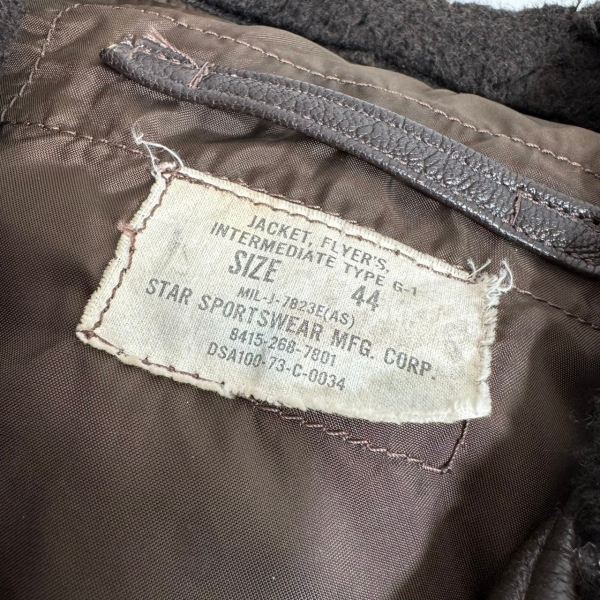 JACKET, FLYER'S,
INTERMEDIATE TYPE G-1
SIZE 44
MIL-J-7823E(AS)
STAR SPORTSWEAR MFG. CORP.
8415-268-7801
DSA100-73-C-0034